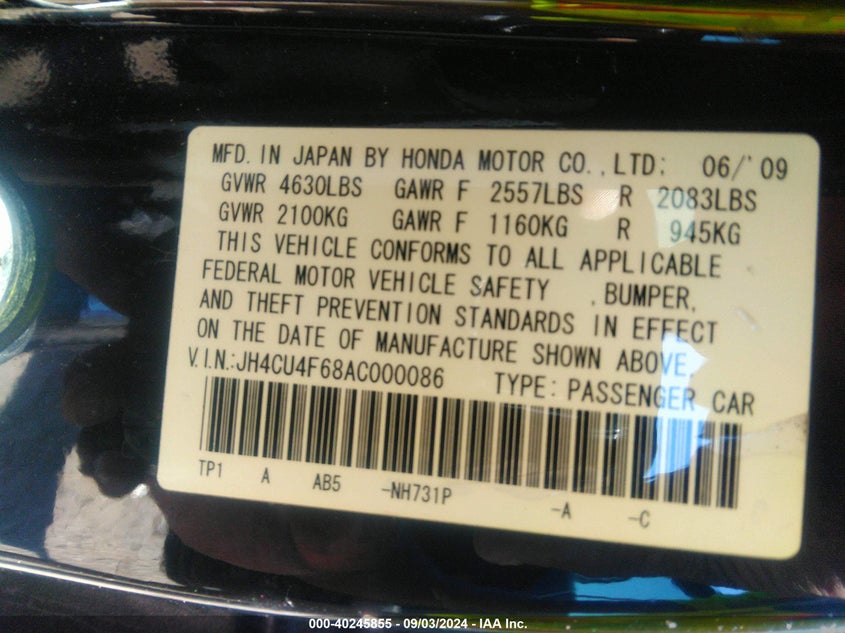 MFD. IN JAPAN BY HONDA MOTOR CO., LTD: 06/'09
GVWR 4630LBS GAWR F 2557LBS R 2083LBS
GVWR 2100KG GAWR F 1160KG R 945KG
THIS VEHICLE CONFORMS TO ALL APPLICABLE
FEDERAL MOTOR VEHICLE SAFETY , BUMPER,
AND THEFT PREVENTION STANDARDS IN EFFECT
ON THE DATE OF MANUFACTURE SHOWN ABOVE.
V.I.N.:JH4CU4F68AC000086 TYPE: PASSENGER CAR
TP1 A AB5 -NH731P -A -C
000-40245855 - 09/03/2024 - IAA Inc.